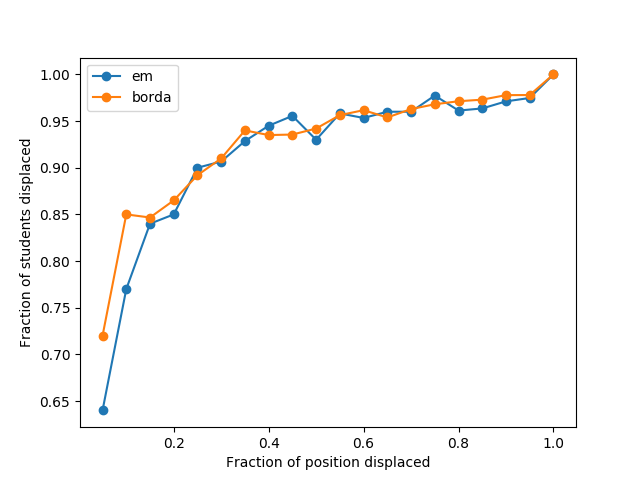 em
borda
1.00
0.95
0.90
0.85
0.80
0.75
0.70
0.65
Fraction of students displaced
0.2 0.4 0.6 0.8 1.0
Fraction of position displaced